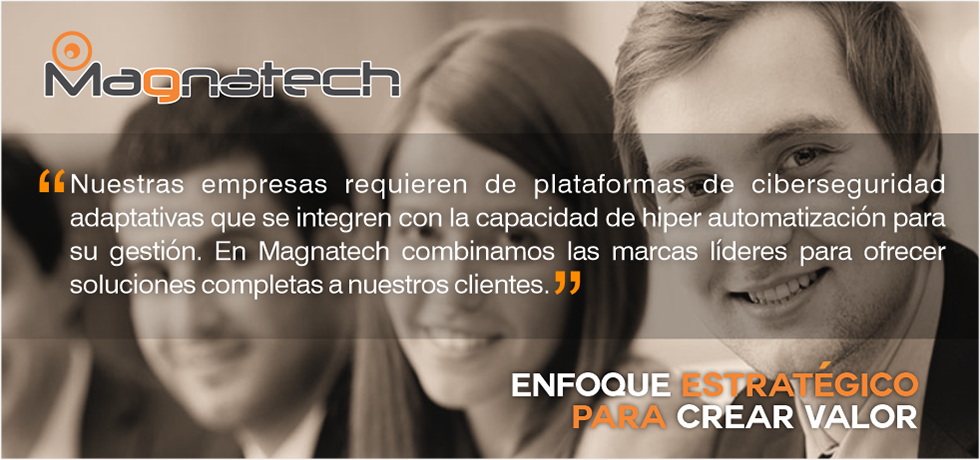 Magnatech
“Nuestras empresas requieren de plataformas de ciberseguridad
adaptativas que se integren con la capacidad de hiper automatización para
su gestión. En Magnatech combinamos las marcas líderes para ofrecer
soluciones completas a nuestros clientes.”
ENFOQUE ESTRATÉGICO
PARA CREAR VALOR